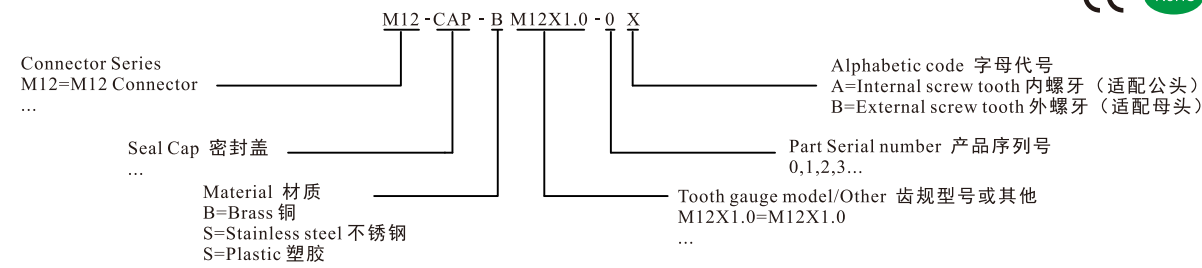 M12-CAP-B M12X1.0-0 X
Connector Series
M12=M12 Connector
...
Seal Cap 密封盖
...
Material 材质
B=Brass 铜
S=Stainless steel 不锈钢
S=Plastic 塑胶
Alphabetic code 字母代号
A=Internal screw tooth 内螺牙（适配公头）
B=External screw tooth 外螺牙（适配母头）
Part Serial number 产品序列号
0,1,2,3...
Tooth gauge model/Other 齿规型号或其他
M12X1.0=M12X1.0
...